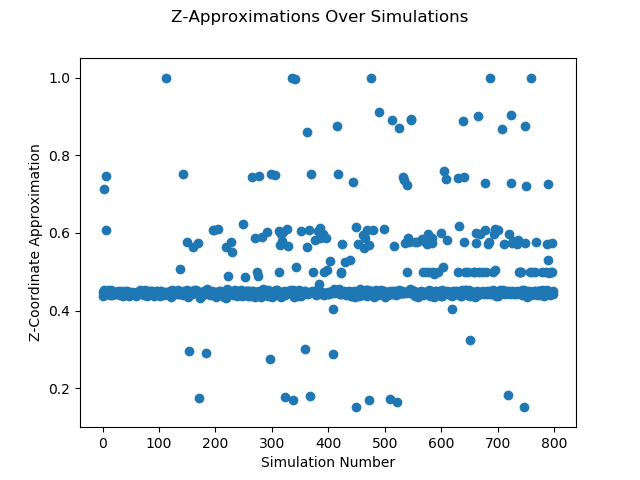 Z-Approximations Over Simulations
1.0
0.8
0.6
0.4
0.2
Z-Coordinate Approximation
0 100 200 300 400 500 600 700 800
Simulation Number